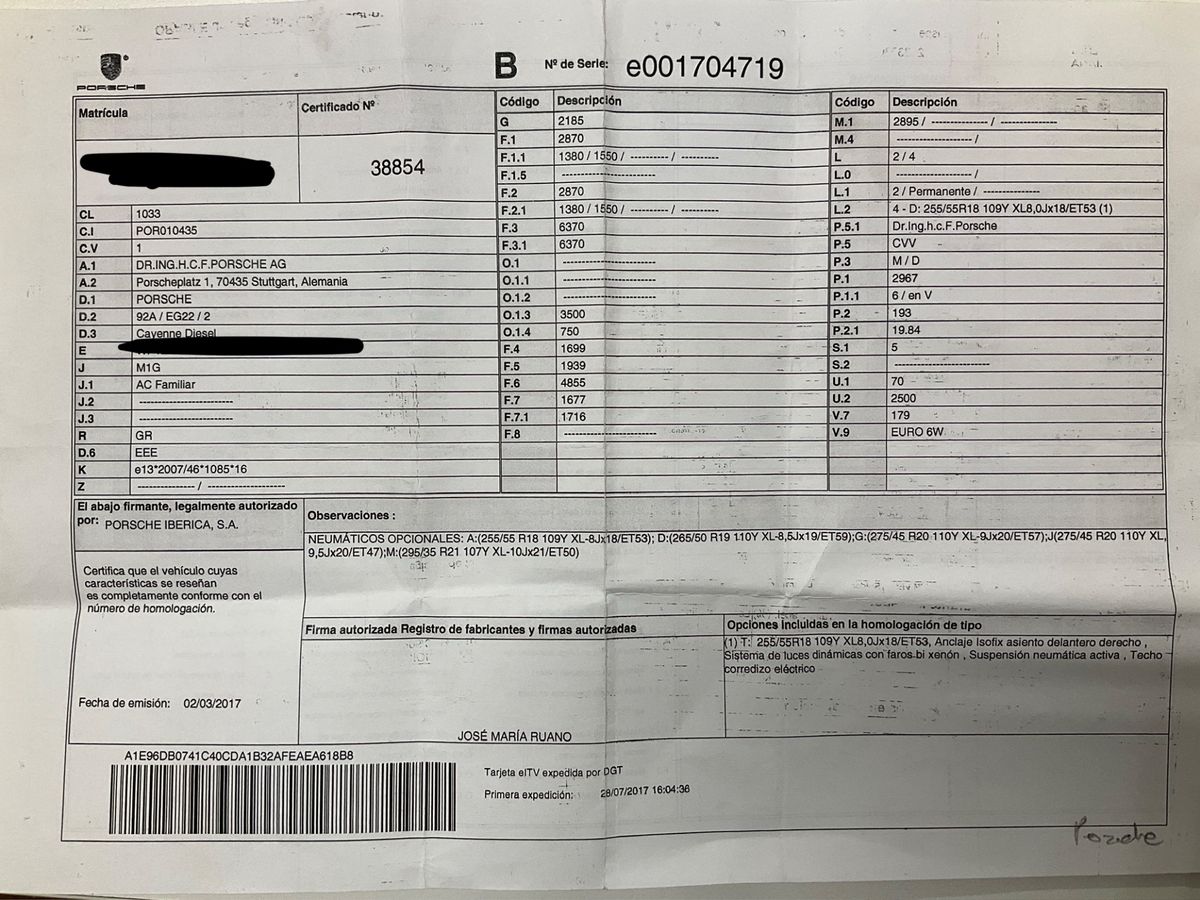 PORSCHE
B Nº de Serie: e001704719
Matrícula
Certificado Nº
38854
CL 1033
C.I POR010435
C.V 1
A.1 DR.ING.H.C.F.PORSCHE AG
A.2 Porscheplatz 1, 70435 Stuttgart, Alemania
D.1 PORSCHE
D.2 92A / EG22 / 2
D.3 Cayenne Diesel
E
J M1G
J.1 AC Familiar
J.2 -----------------------
J.3 -----------------------
R GR
D.6 EEE
K e13*2007/46*1085*16
Z -------------- / -------------------
Código Descripción
G 2185
F.1 2870
F.1.1 1380 / 1550 / ---------- / ----------
F.1.5 -----------------------
F.2 2870
F.2.1 1380 / 1550 / ---------- / ----------
F.3 6370
F.3.1 6370
O.1 -----------------------
O.1.1 -----------------------
O.1.2 -----------------------
O.1.3 3500
O.1.4 750
F.4 1699
F.5 1939
F.6 4855
F.7 1677
F.7.1 1716
F.8 -----------------------
Código Descripción
M.1 2895 / -------------- / --------------
M.4 ------------------- /
L 2 / 4
L.0 ------------------- /
L.1 2 / Permanente / --------------
L.2 4 - D: 255/55R18 109Y XL8,0Jx18/ET53 (1)
P.5.1 Dr.Ing.h.c.F.Porsche
P.5 CVV
P.3 M / D
P.1 2967
P.1.1 6 / en V
P.2 193
P.2.1 19.84
S.1 5
S.2 -----------------------
U.1 70
U.2 2500
V.7 179
V.9 EURO 6W
El abajo firmante, legalmente autorizado
por: PORSCHE IBERICA, S.A.
Certifica que el vehículo cuyas
características se reseñan
es completamente conforme con el
número de homologación.
Fecha de emisión: 02/03/2017
Observaciones :
NEUMÁTICOS OPCIONALES: A:(255/55 R18 109Y XL-8Jx18/ET53); D:(265/50 R19 110Y XL-8,5Jx19/ET59);G:(275/45 R20 110Y XL-9Jx20/ET57);J(275/45 R20 110Y XL,
9,5Jx20/ET47);M:(295/35 R21 107Y XL-10Jx21/ET50)
Firma autorizada Registro de fabricantes y firmas autorizadas
JOSÉ MARÍA RUANO
Opciones incluidas en la homologación de tipo
(1) T: 255/55R18 109Y XL8,0Jx18/ET53, Anclaje Isofix asiento delantero derecho ,
Sistema de luces dinámicas con faros bi xenón , Suspensión neumática activa , Techo
corredizo eléctrico
A1E96DB0741C40CDA1B32AFEAEA618B8
Tarjeta eITV expedida por DGT
Primera expedición: 28/07/2017 16:04:36
Porsche